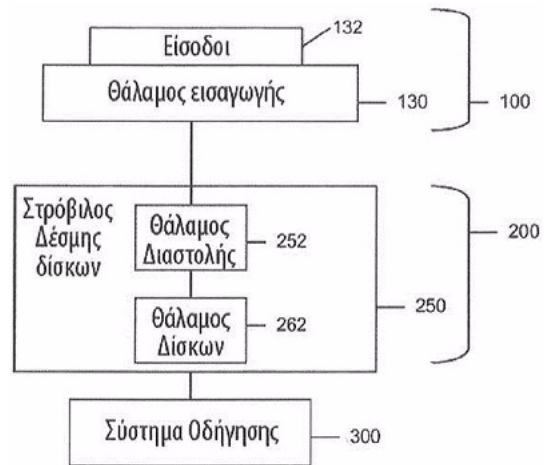 Είσοδοι
132
Θάλαμος εισαγωγής
130
100
Στρόβιλος
Δέσμης
δίσκων
Θάλαμος
Διαστολής
252
200
250
Θάλαμος
Δίσκων
262
Σύστημα Οδήγησης
300